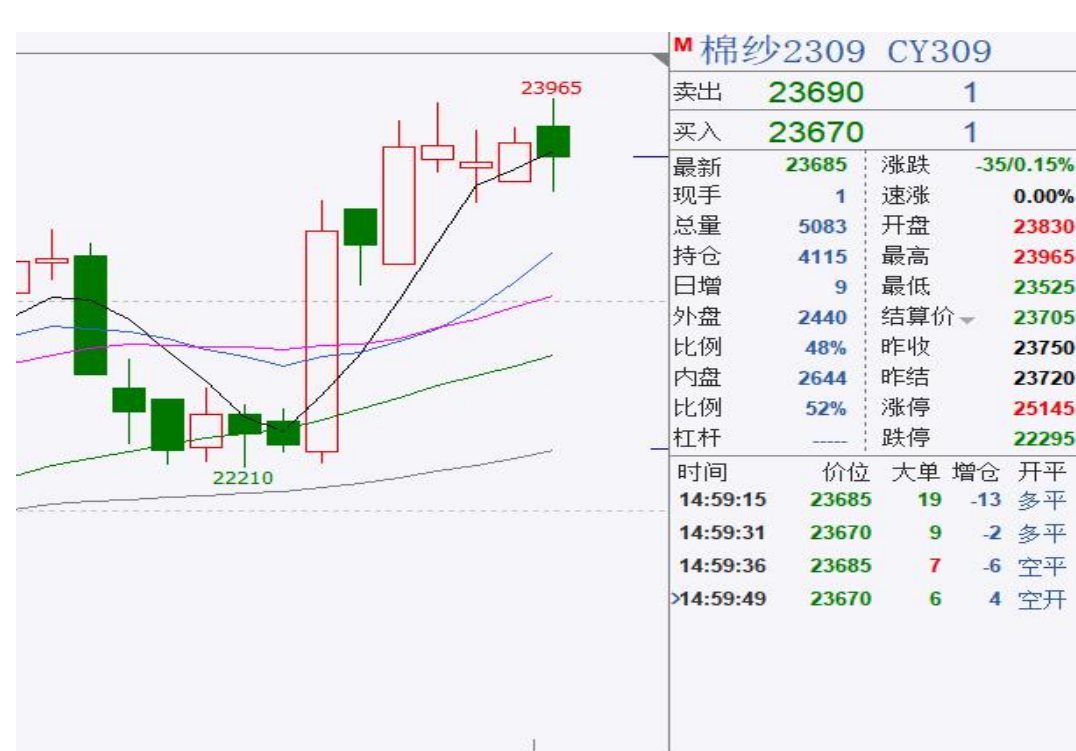 M 棉纱2309 CY309
23965
22210
卖出 23690 1
买入 23670 1
最新 23685 涨跌 -35/0.15%
现手 1 速涨 0.00%
总量 5083 开盘 23830
持仓 4115 最高 23965
日增 9 最低 23525
外盘 2440 结算价 23705
比例 48% 昨收 23750
内盘 2644 昨结 23720
比例 52% 涨停 25145
杠杆 ----- 跌停 22295
时间 价位 大单 增仓 开平
14:59:15 23685 19 -13 多平
14:59:31 23670 9 -2 多平
14:59:36 23685 7 -6 空平
>14:59:49 23670 6 4 空开